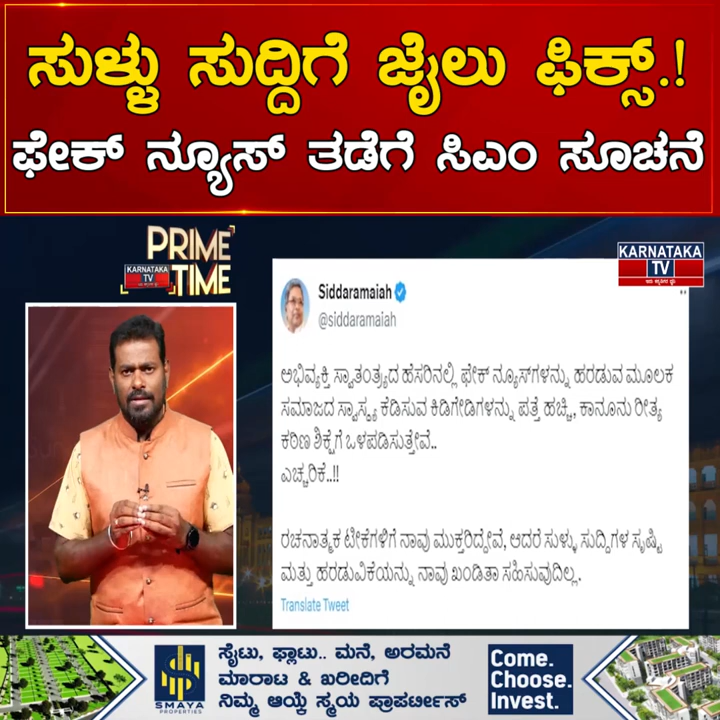 ಸುಳ್ಳು ಸುದ್ದಿಗೆ ಜೈಲು ಫಿಕ್ಸ್.!
ಫೇಕ್ ನ್ಯೂಸ್ ತಡೆಗೆ ಸಿಎಂ ಸೂಚನೆ
PRIME
KARNATAKA
TV
TIME
KARNATAKA
TV
Siddaramaiah
@siddaramaiah
ಅಭಿವ್ಯಕ್ತಿ ಸ್ವಾತಂತ್ರ್ಯದ ಹೆಸರಿನಲ್ಲಿ ಫೇಕ್ ನ್ಯೂಸ್‌ಗಳನ್ನು ಹರಡುವ ಮೂಲಕ
ಸಮಾಜದ ಸ್ವಾಸ್ಥ್ಯ ಕೆಡಿಸುವ ಕಿಡಿಗೇಡಿಗಳನ್ನು ಪತ್ತೆ ಹಚ್ಚಿ, ಕಾನೂನು ರೀತ್ಯ
ಕಠಿಣ ಶಿಕ್ಷೆಗೆ ಒಳಪಡಿಸುತ್ತೇವೆ..
ಎಚ್ಚರಿಕೆ..!!
ರಚನಾತ್ಮಕ ಟೀಕೆಗಳಿಗೆ ನಾವು ಮುಕ್ತರಿದ್ದೇವೆ, ಆದರೆ ಸುಳ್ಳು ಸುದ್ದಿಗಳ ಸೃಷ್ಟಿ
ಮತ್ತು ಹರಡುವಿಕೆಯನ್ನು ನಾವು ಖಂಡಿತಾ ಸಹಿಸುವುದಿಲ್ಲ.
Translate Tweet
SMAYA
PROPERTIES
ಸೈಟು, ಫ್ಲಾಟು.. ಮನೆ, ಅರಮನೆ
ಮಾರಾಟ & ಖರೀದಿಗೆ
ನಿಮ್ಮ ಆಯ್ಕೆ ಸ್ಮಯ ಪ್ರಾಪರ್ಟೀಸ್
Come.
Choose.
Invest.